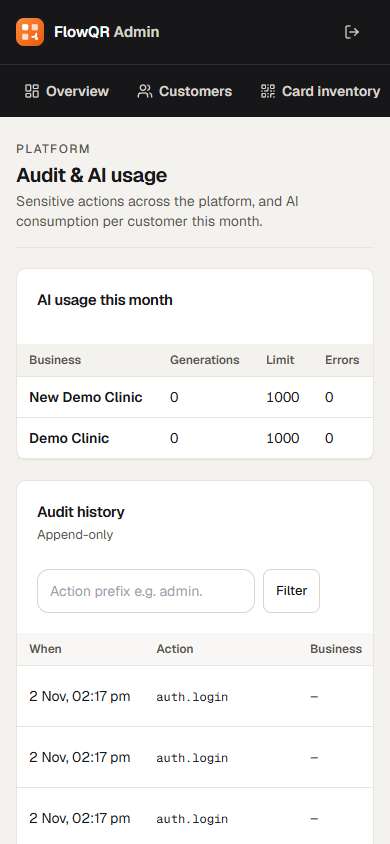 FlowQR Admin
Overview Customers Card inventory
PLATFORM
Audit & AI usage
Sensitive actions across the platform, and AI
consumption per customer this month.
AI usage this month
Business Generations Limit Errors
New Demo Clinic 0 1000 0
Demo Clinic 0 1000 0
Audit history
Append-only
Action prefix e.g. admin. Filter
When Action Business
2 Nov, 02:17 pm auth.login –
2 Nov, 02:17 pm auth.login –
2 Nov, 02:17 pm auth.login –